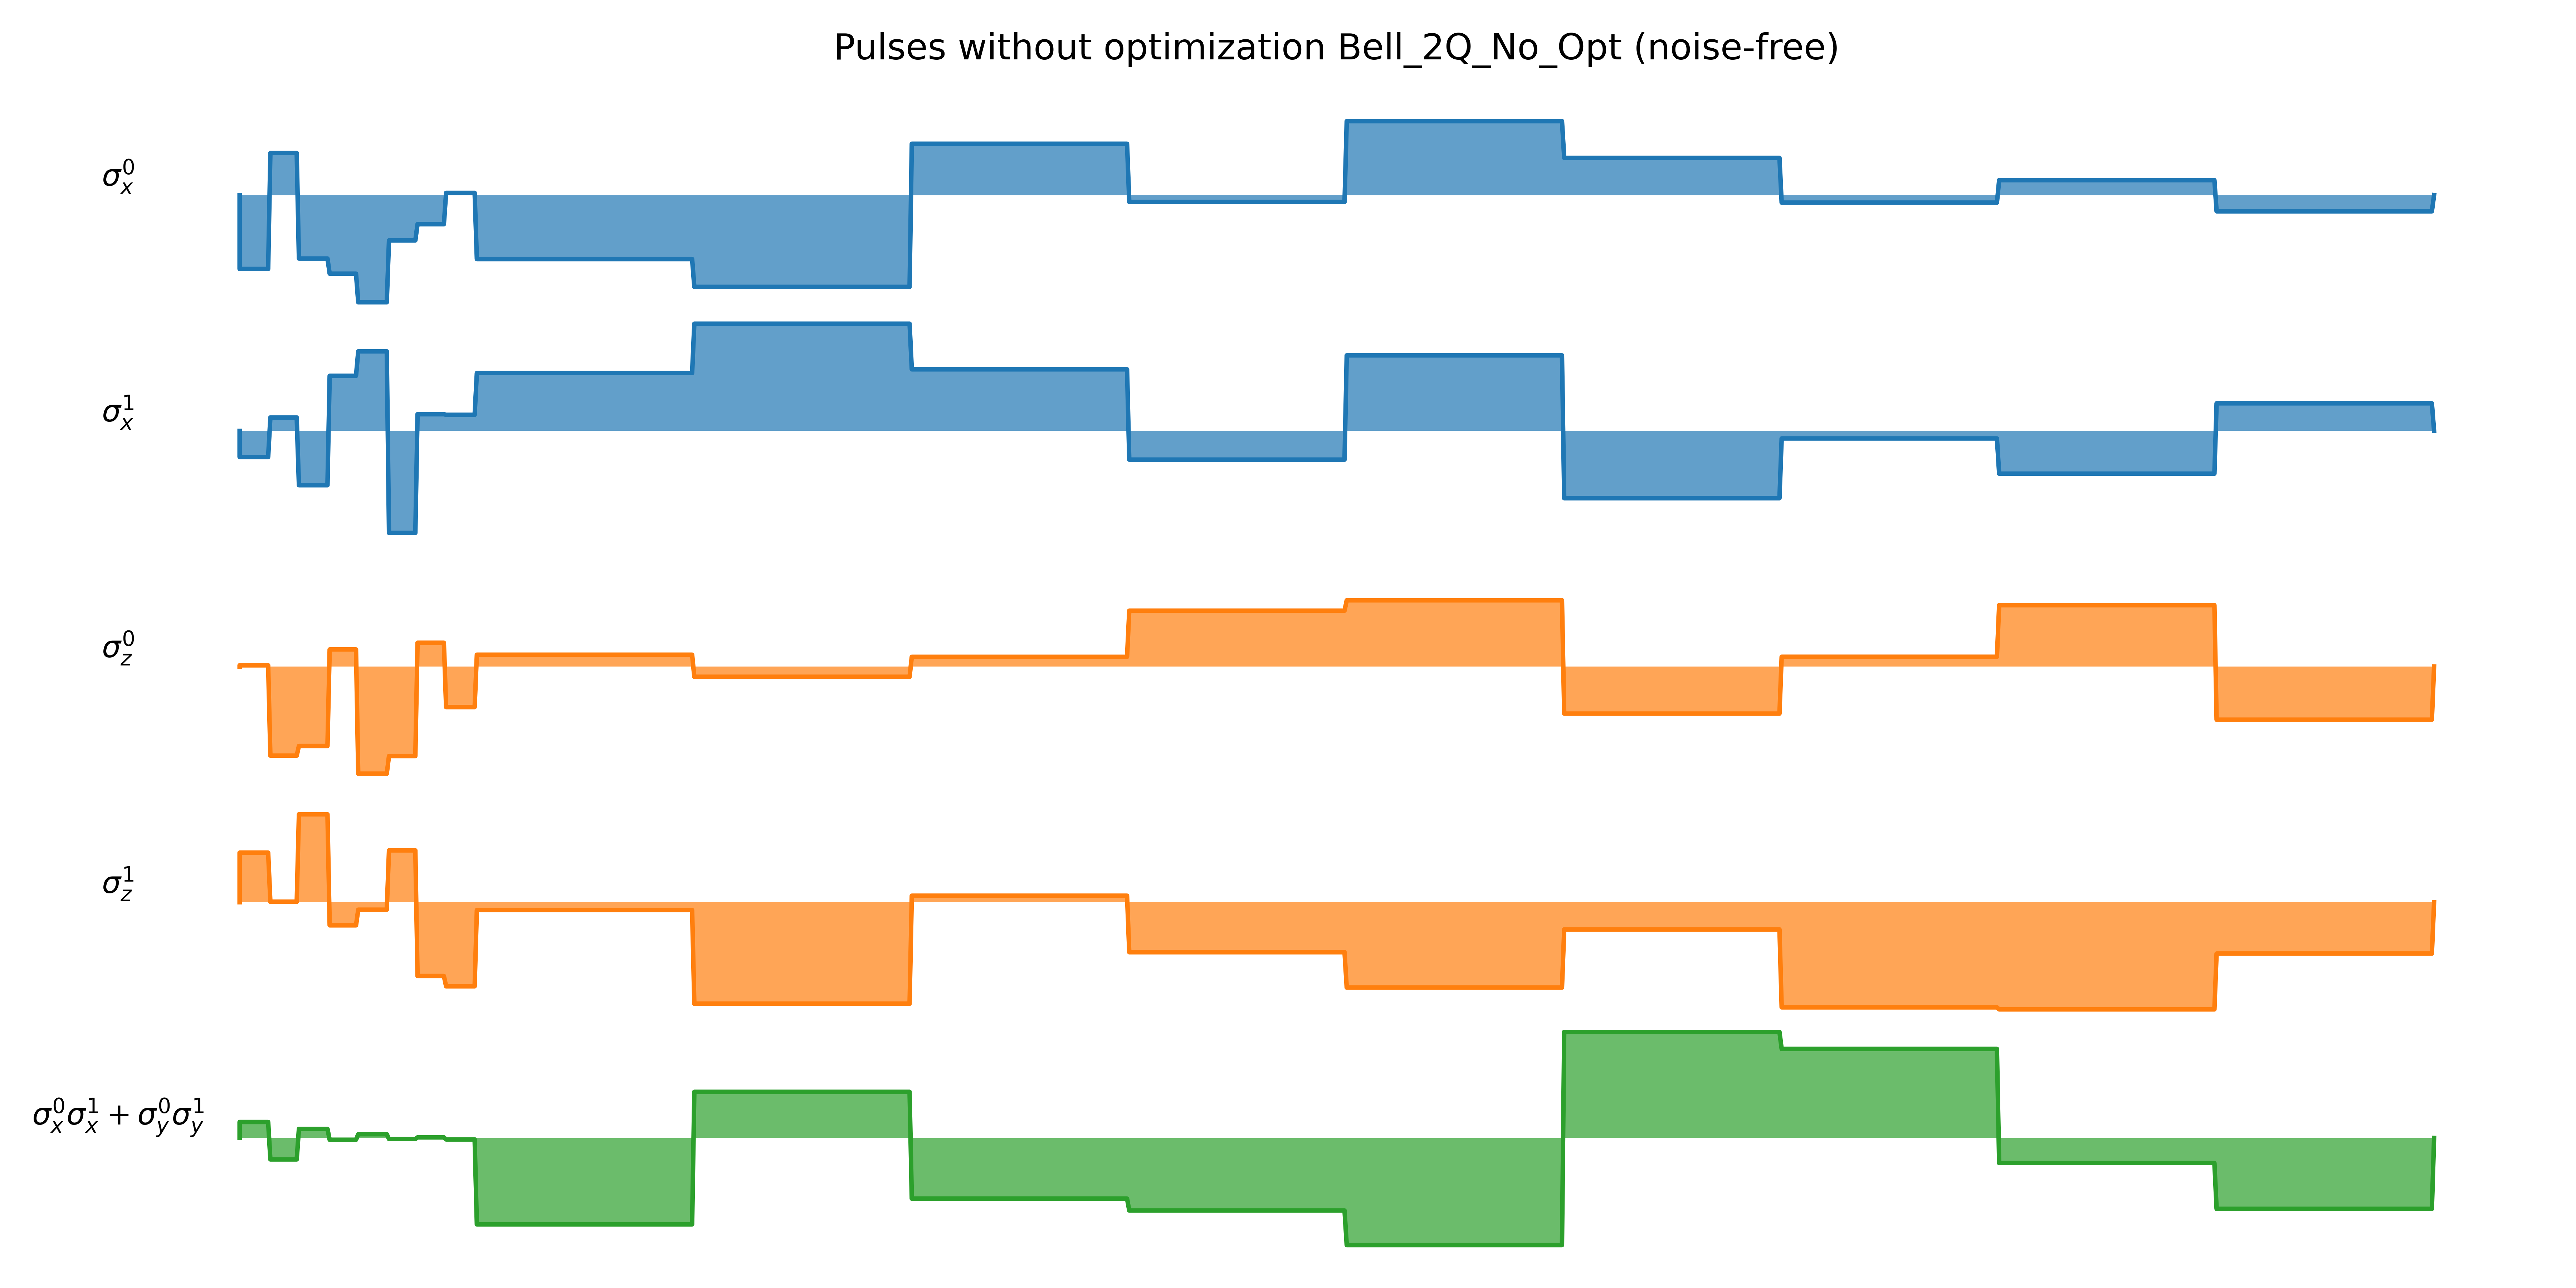 Pulses without optimization Bell_2Q_No_Opt (noise-free)
σ_x^0
σ_x^1
σ_z^0
σ_z^1
σ_x^0σ_x^1 + σ_y^0σ_y^1